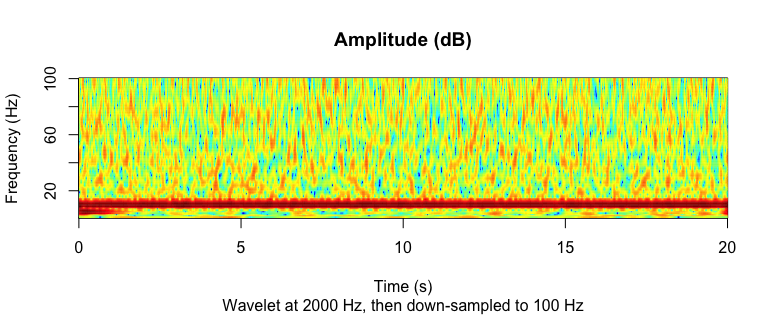 Amplitude (dB)
Frequency (Hz)
100
60
20
0 5 10 15 20
Time (s)
Wavelet at 2000 Hz, then down-sampled to 100 Hz